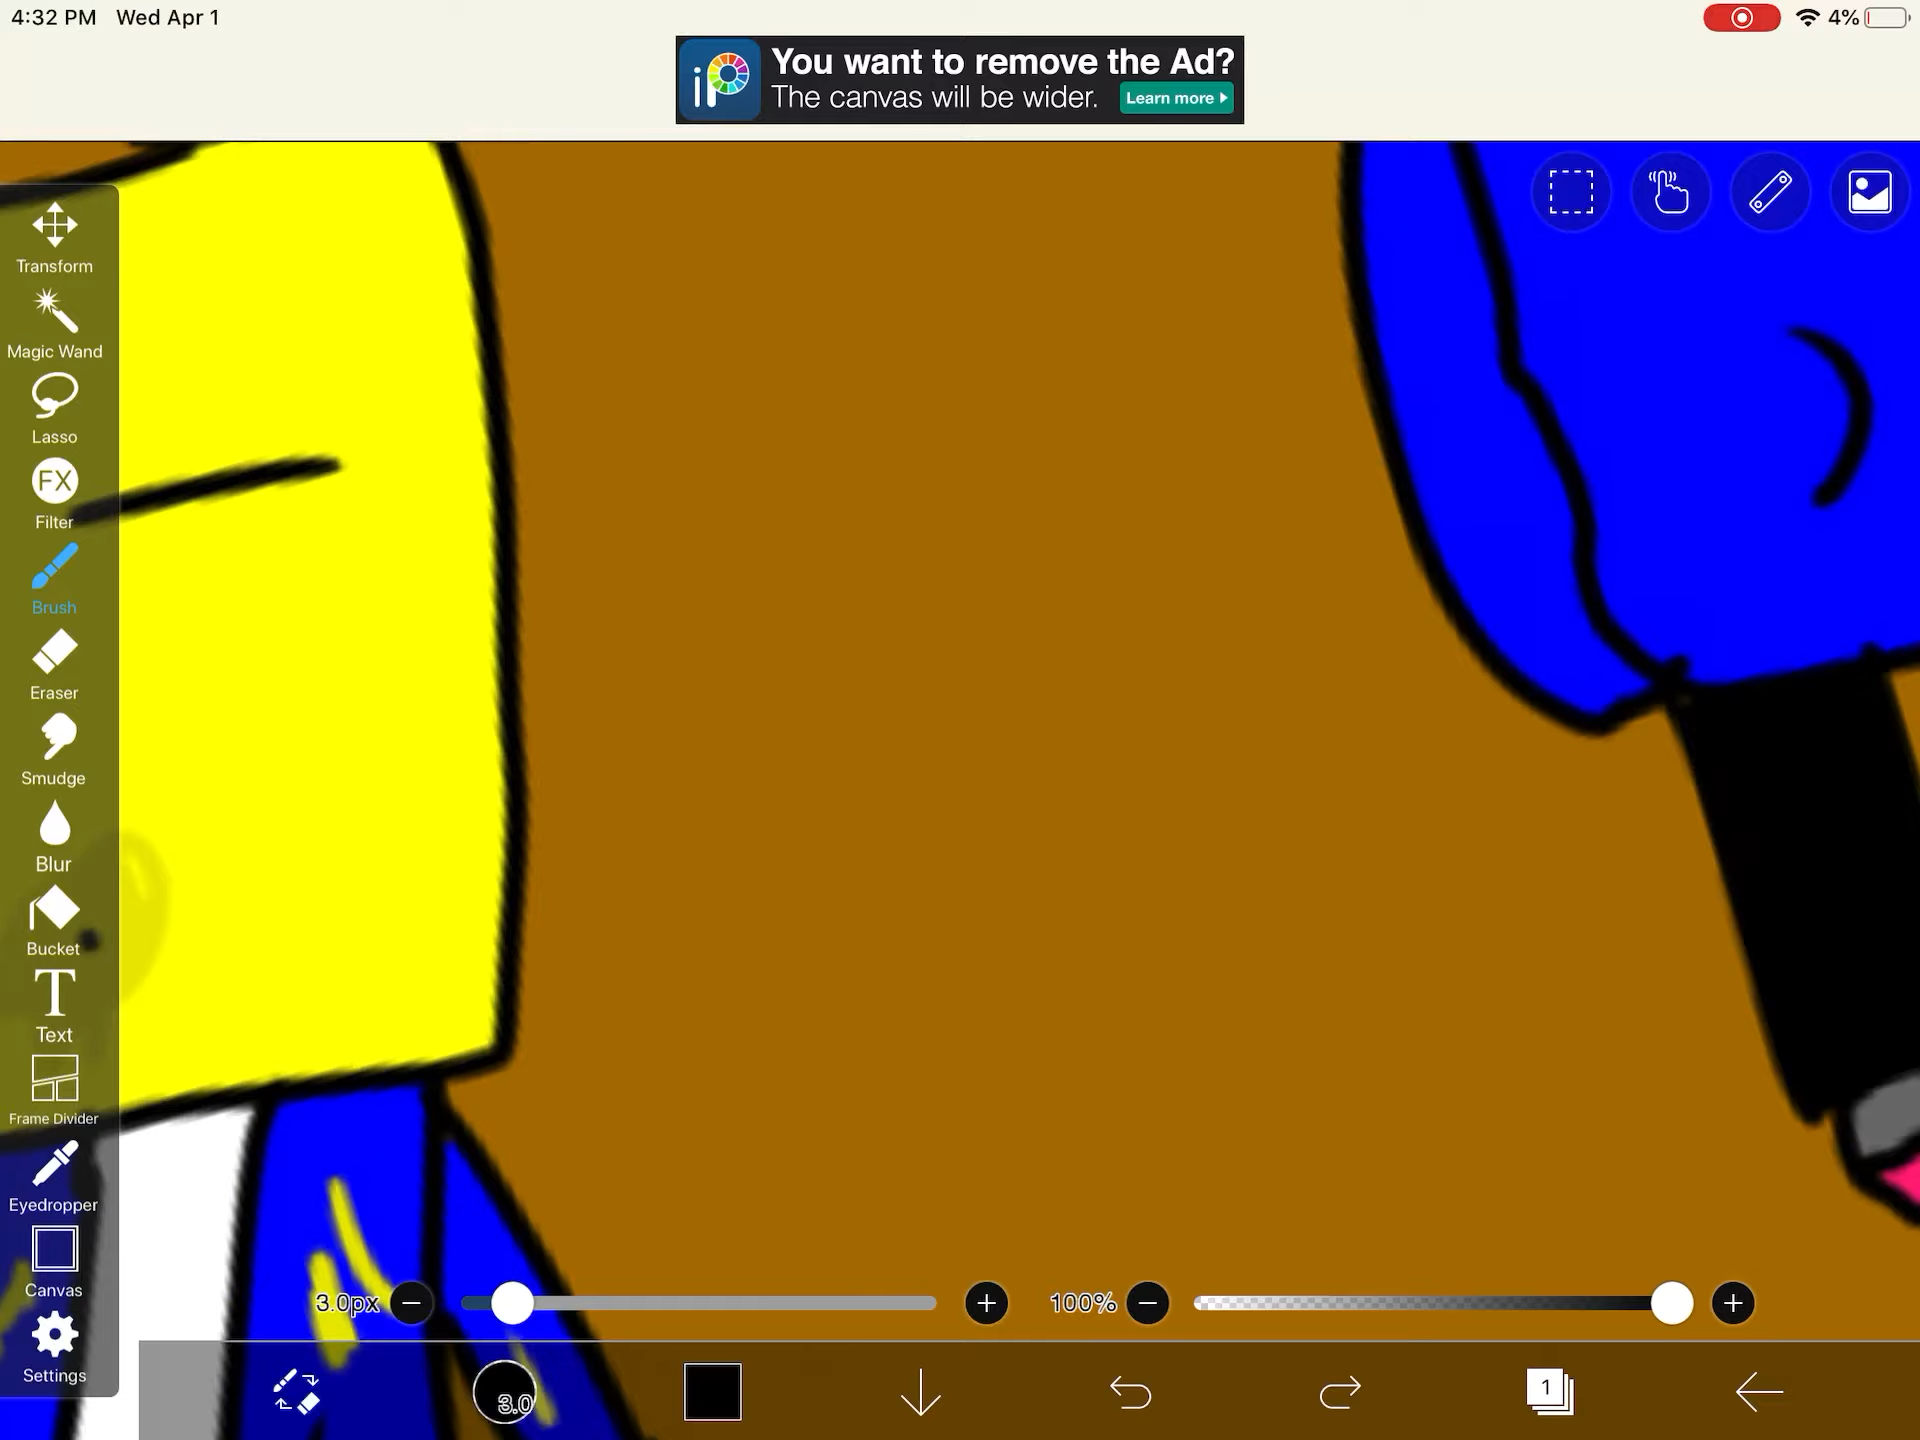 4:32 PM Wed Apr 1
4%
iP
You want to remove the Ad?
The canvas will be wider.
Learn more
Transform
Magic Wand
Lasso
FX
Filter
Brush
Eraser
Smudge
Blur
Bucket
T
Text
Frame Divider
Eyedropper
Canvas
Settings
3.0px
100%
3.0
1